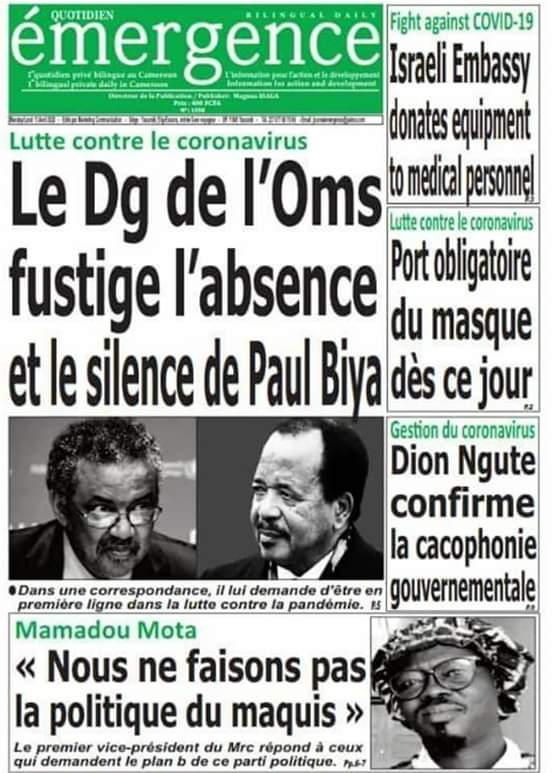 QUOTIDIEN
BILINGUAL DAILY
émergence
L'quotidien privé bilingue au Cameroun
1st bilingual private daily in Cameroon
L'information pour l'action et le développement
Information for action and development
Directeur de la Publication / Publisher: Magnus BIAGA
Prix : 400 FCFA
Lutte contre le coronavirus
Le Dg de l'Oms
fustige l'absence
et le silence de Paul Biya
Dans une correspondance, il lui demande d'être en
première ligne dans la lutte contre la pandémie. P.5
Mamadou Mota
« Nous ne faisons pas
la politique du maquis »
Le premier vice-président du Mrc répond à ceux
qui demandent le plan b de ce parti politique. Pp.6-7
Fight against COVID-19
Israeli Embassy
donates equipment
to medical personnel
P.3
Lutte contre le coronavirus
Port obligatoire
du masque
dès ce jour
P.2
Gestion du coronavirus
Dion Ngute
confirme
la cacophonie
gouvernementale